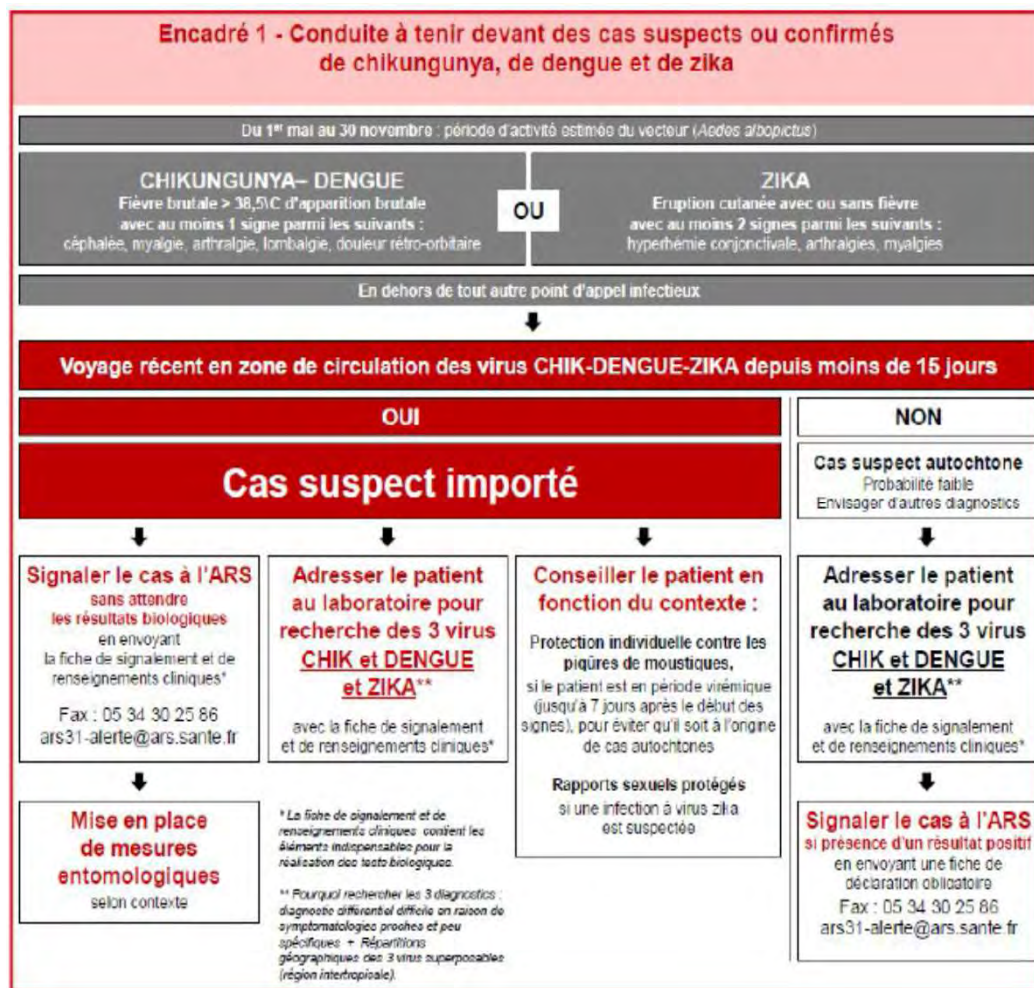 Encadré 1 - Conduite à tenir devant des cas suspects ou confirmés
de chikungunya, de dengue et de zika
Du 1er mai au 30 novembre : période d'activité estimée du vecteur (Aedes albopictus)
CHIKUNGUNYA– DENGUE
Fièvre brutale > 38,5\C d'apparition brutale
avec au moins 1 signe parmi les suivants :
céphalée, myalgie, arthralgie, lombalgie, douleur rétro-orbitaire
OU
ZIKA
Eruption cutanée avec ou sans fièvre
avec au moins 2 signes parmi les suivants :
hyperhémie conjonctivale, arthralgies, myalgies
En dehors de tout autre point d'appel infectieux
Voyage récent en zone de circulation des virus CHIK-DENGUE-ZIKA depuis moins de 15 jours
OUI
Cas suspect importé
NON
Cas suspect autochtone
Probabilité faible
Envisager d'autres diagnostics
Signaler le cas à l'ARS
sans attendre
les résultats biologiques
en envoyant
la fiche de signalement et de
renseignements cliniques*
Fax : 05 34 30 25 86
ars31-alerte@ars.sante.fr
Mise en place
de mesures
entomologiques
selon contexte
Adresser le patient
au laboratoire pour
recherche des 3 virus
CHIK et DENGUE
et ZIKA**
avec la fiche de signalement
et de renseignements cliniques*
* La fiche de signalement et de
renseignements cliniques contient les
éléments indispensables pour la
réalisation des tests biologiques.
** Pourquoi rechercher les 3 diagnostics :
diagnostic différentiel difficile en raison de
symptomatologies proches et peu
spécifiques + Répartitions
géographiques des 3 virus superposables
(région intertropicale).
Conseiller le patient en
fonction du contexte :
Protection individuelle contre les
piqûres de moustiques,
si le patient est en période virémique
(jusqu'à 7 jours après le début des
signes), pour éviter qu'il soit à l'origine
de cas autochtones
Rapports sexuels protégés
si une infection à virus zika
est suspectée
Adresser le patient
au laboratoire pour
recherche des 3 virus
CHIK et DENGUE
et ZIKA**
avec la fiche de signalement
et de renseignements cliniques*
Signaler le cas à l'ARS
si présence d'un résultat positif
en envoyant une fiche de
déclaration obligatoire
Fax : 05 34 30 25 86
ars31-alerte@ars.sante.fr